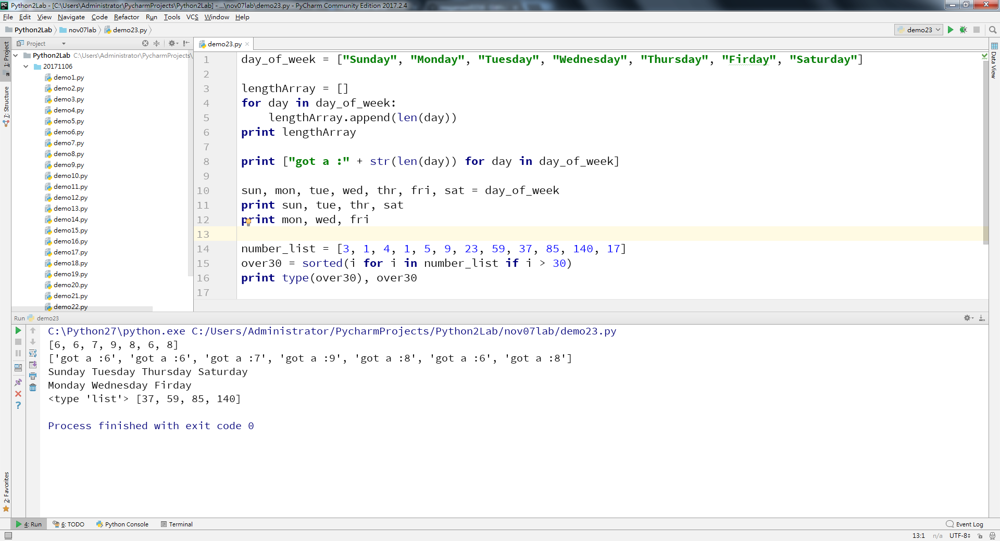 Python2Lab - [C:\Users\Administrator\PycharmProjects\Python2Lab] - ...\nov07lab\demo23.py - PyCharm Community Edition 2017.2.4
File Edit View Navigate Code Refactor Run Tools VCS Window Help
Python2Lab nov07lab demo23.py demo23
Project
demo23.py
1: Project
7: Structure
2: Favorites
Data View
Python2Lab C:\Users\Administrator\PycharmProjects\
20171106
demo1.py
demo2.py
demo3.py
demo4.py
demo5.py
demo6.py
demo7.py
demo8.py
demo9.py
demo10.py
demo11.py
demo12.py
demo13.py
demo14.py
demo15.py
demo16.py
demo17.py
demo18.py
demo19.py
demo20.py
demo21.py
demo22.py
1 day_of_week = ["Sunday", "Monday", "Tuesday", "Wednesday", "Thursday", "Firday", "Saturday"]
2
3 lengthArray = []
4 for day in day_of_week:
5     lengthArray.append(len(day))
6 print lengthArray
7
8 print ["got a :" + str(len(day)) for day in day_of_week]
9
10 sun, mon, tue, wed, thr, fri, sat = day_of_week
11 print sun, tue, thr, sat
12 print mon, wed, fri
13
14 number_list = [3, 1, 4, 1, 5, 9, 23, 59, 37, 85, 140, 17]
15 over30 = sorted(i for i in number_list if i > 30)
16 print type(over30), over30
17
Run demo23
C:\Python27\python.exe C:/Users/Administrator/PycharmProjects/Python2Lab/nov07lab/demo23.py
[6, 6, 7, 9, 8, 6, 8]
['got a :6', 'got a :6', 'got a :7', 'got a :9', 'got a :8', 'got a :6', 'got a :8']
Sunday Tuesday Thursday Saturday
Monday Wednesday Firday
<type 'list'> [37, 59, 85, 140]
Process finished with exit code 0
4: Run 6: TODO Python Console Terminal Event Log
13:1 n/a UTF-8